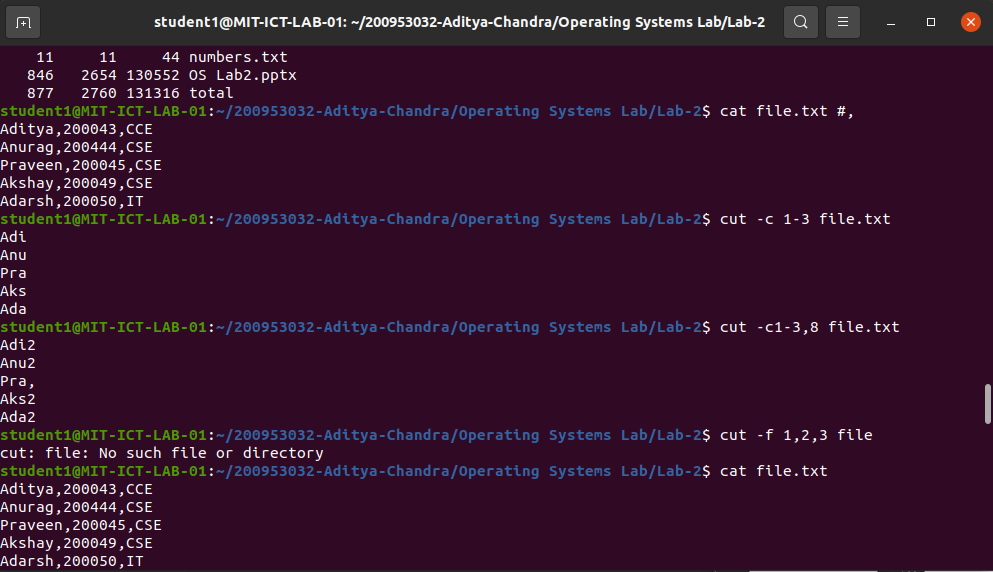 student1@MIT-ICT-LAB-01: ~/200953032-Aditya-Chandra/Operating Systems Lab/Lab-2
    11     11     44 numbers.txt
   846   2654 130552 OS Lab2.pptx
   877   2760 131316 total
student1@MIT-ICT-LAB-01:~/200953032-Aditya-Chandra/Operating Systems Lab/Lab-2$ cat file.txt #,
Aditya,200043,CCE
Anurag,200444,CSE
Praveen,200045,CSE
Akshay,200049,CSE
Adarsh,200050,IT
student1@MIT-ICT-LAB-01:~/200953032-Aditya-Chandra/Operating Systems Lab/Lab-2$ cut -c 1-3 file.txt
Adi
Anu
Pra
Aks
Ada
student1@MIT-ICT-LAB-01:~/200953032-Aditya-Chandra/Operating Systems Lab/Lab-2$ cut -c1-3,8 file.txt
Adi2
Anu2
Pra,
Aks2
Ada2
student1@MIT-ICT-LAB-01:~/200953032-Aditya-Chandra/Operating Systems Lab/Lab-2$ cut -f 1,2,3 file
cut: file: No such file or directory
student1@MIT-ICT-LAB-01:~/200953032-Aditya-Chandra/Operating Systems Lab/Lab-2$ cat file.txt
Aditya,200043,CCE
Anurag,200444,CSE
Praveen,200045,CSE
Akshay,200049,CSE
Adarsh,200050,IT